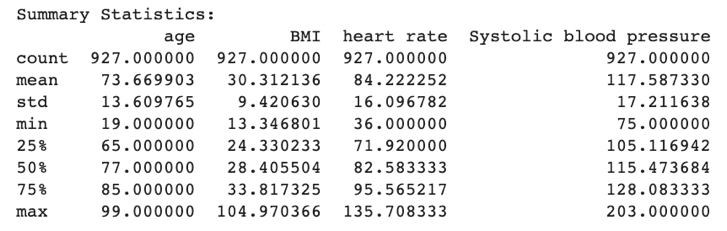 Summary Statistics:
age BMI heart rate Systolic blood pressure
count 927.000000 927.000000 927.000000 927.000000
mean 73.669903 30.312136 84.222252 117.587330
std 13.609765 9.420630 16.096782 17.211638
min 19.000000 13.346801 36.000000 75.000000
25% 65.000000 24.330233 71.920000 105.116942
50% 77.000000 28.405504 82.583333 115.473684
75% 85.000000 33.817325 95.565217 128.083333
max 99.000000 104.970366 135.708333 203.000000